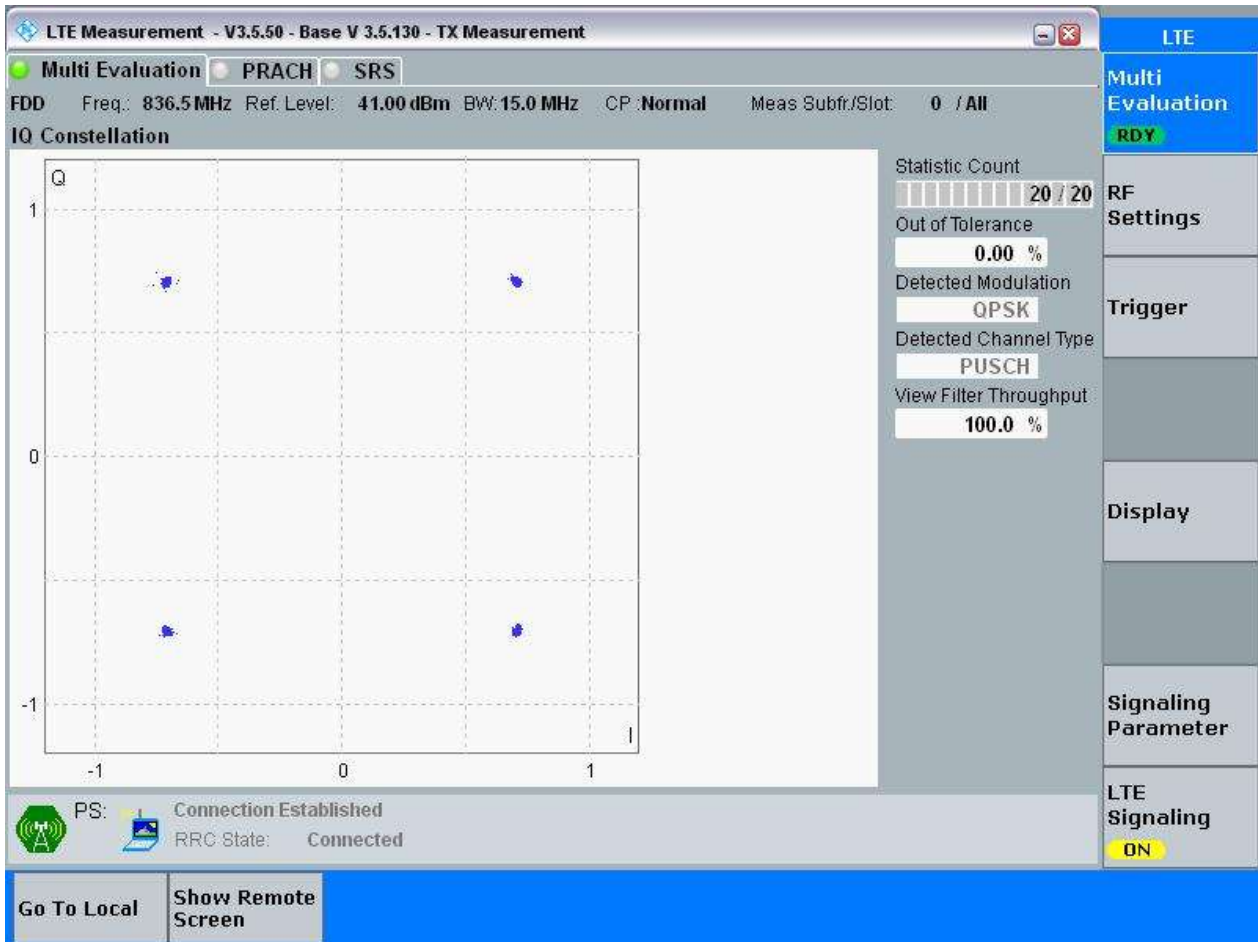 LTE Measurement - V3.5.50 - Base V 3.5.130 - TX Measurement
LTE
Multi Evaluation PRACH SRS
FDD Freq.: 836.5 MHz Ref. Level: 41.00 dBm BW: 15.0 MHz CP : Normal Meas Subfr./Slot: 0 / All
IQ Constellation
Q
1
0
-1
I
-1 0 1
Statistic Count
20 / 20
Out of Tolerance
0.00 %
Detected Modulation
QPSK
Detected Channel Type
PUSCH
View Filter Throughput
100.0 %
Multi
Evaluation
RDY
RF
Settings
Trigger
Display
Signaling
Parameter
LTE
Signaling
ON
PS: Connection Established
RRC State: Connected
Go To Local
Show Remote
Screen